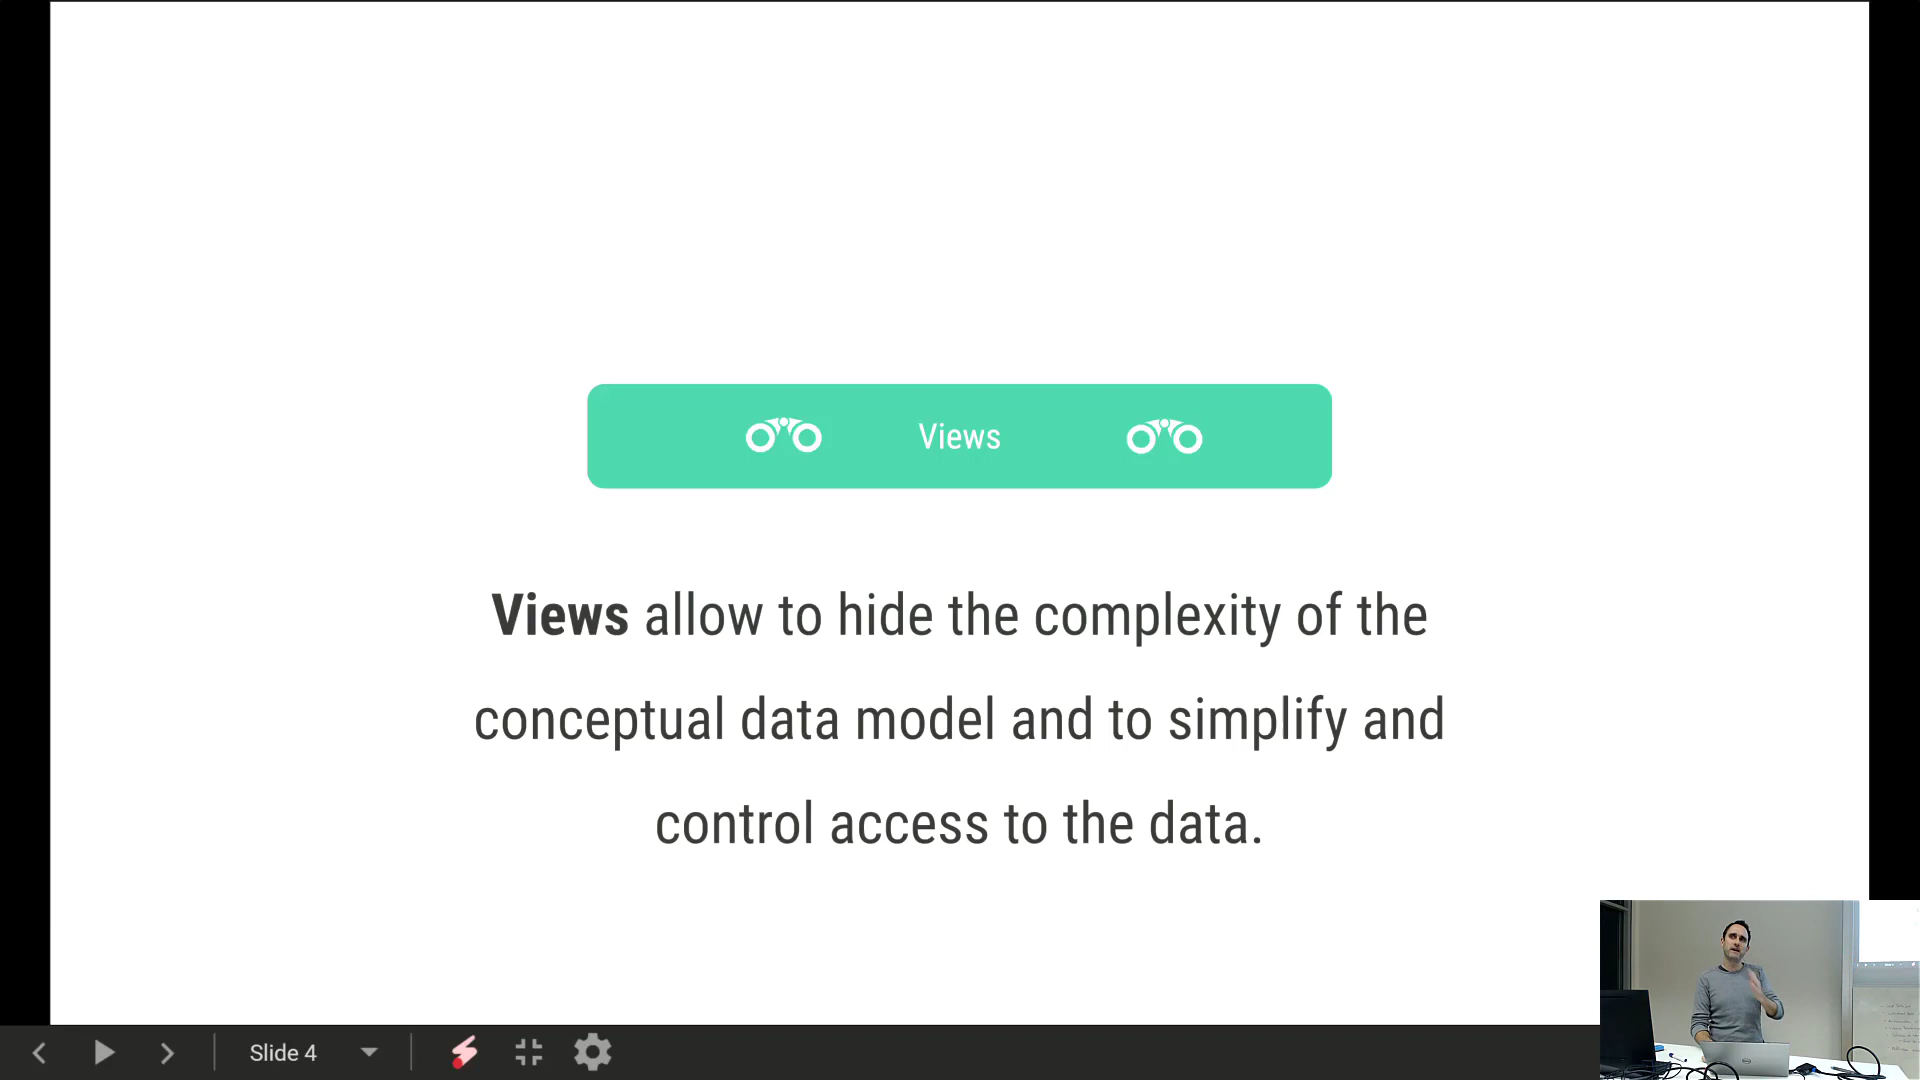 Views
Views allow to hide the complexity of the
conceptual data model and to simplify and
control access to the data.
Slide 4